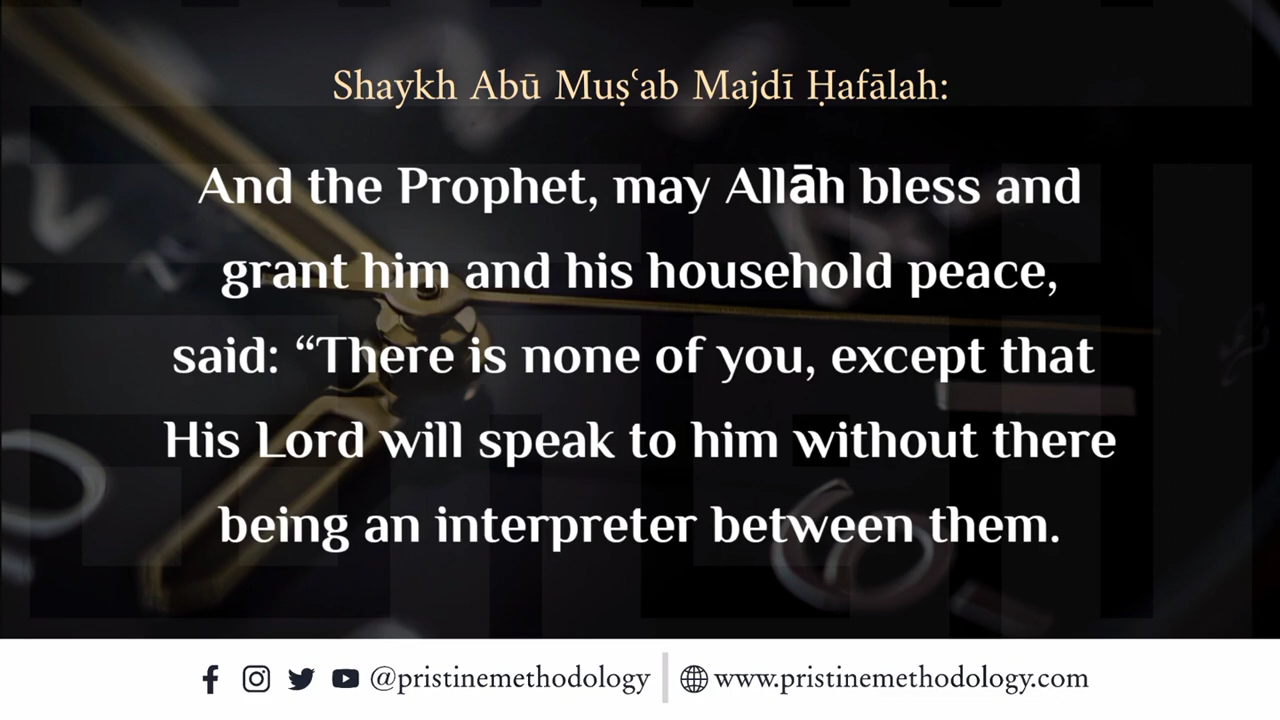 Shaykh Abū Muṣʿab Majdī Ḥafālah:
And the Prophet, may Allāh bless and
grant him and his household peace,
said: “There is none of you, except that
His Lord will speak to him without there
being an interpreter between them.
@pristinemethodology www.pristinemethodology.com